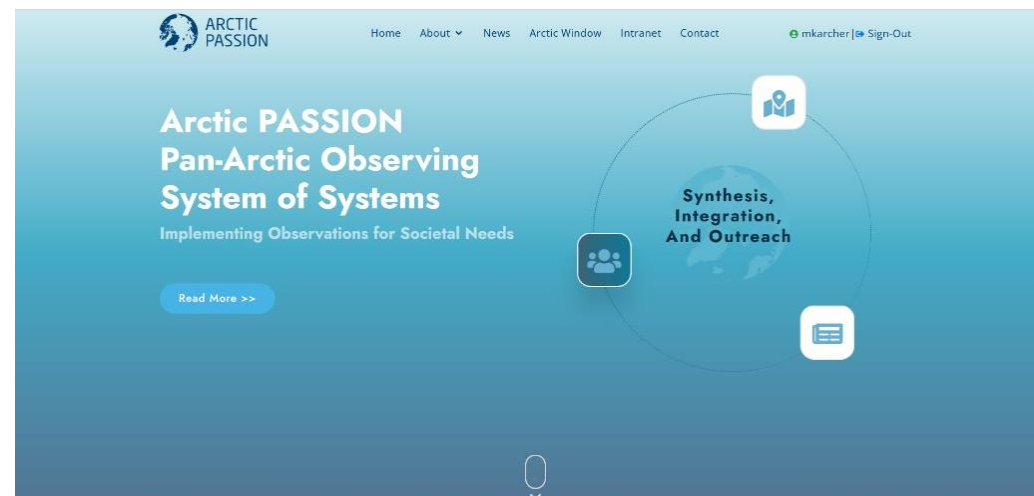 ARCTIC
PASSION
Home About News Arctic Window Intranet Contact mkarcher | Sign-Out
Arctic PASSION
Pan-Arctic Observing
System of Systems
Implementing Observations for Societal Needs
Read More >>
Synthesis,
Integration,
And Outreach